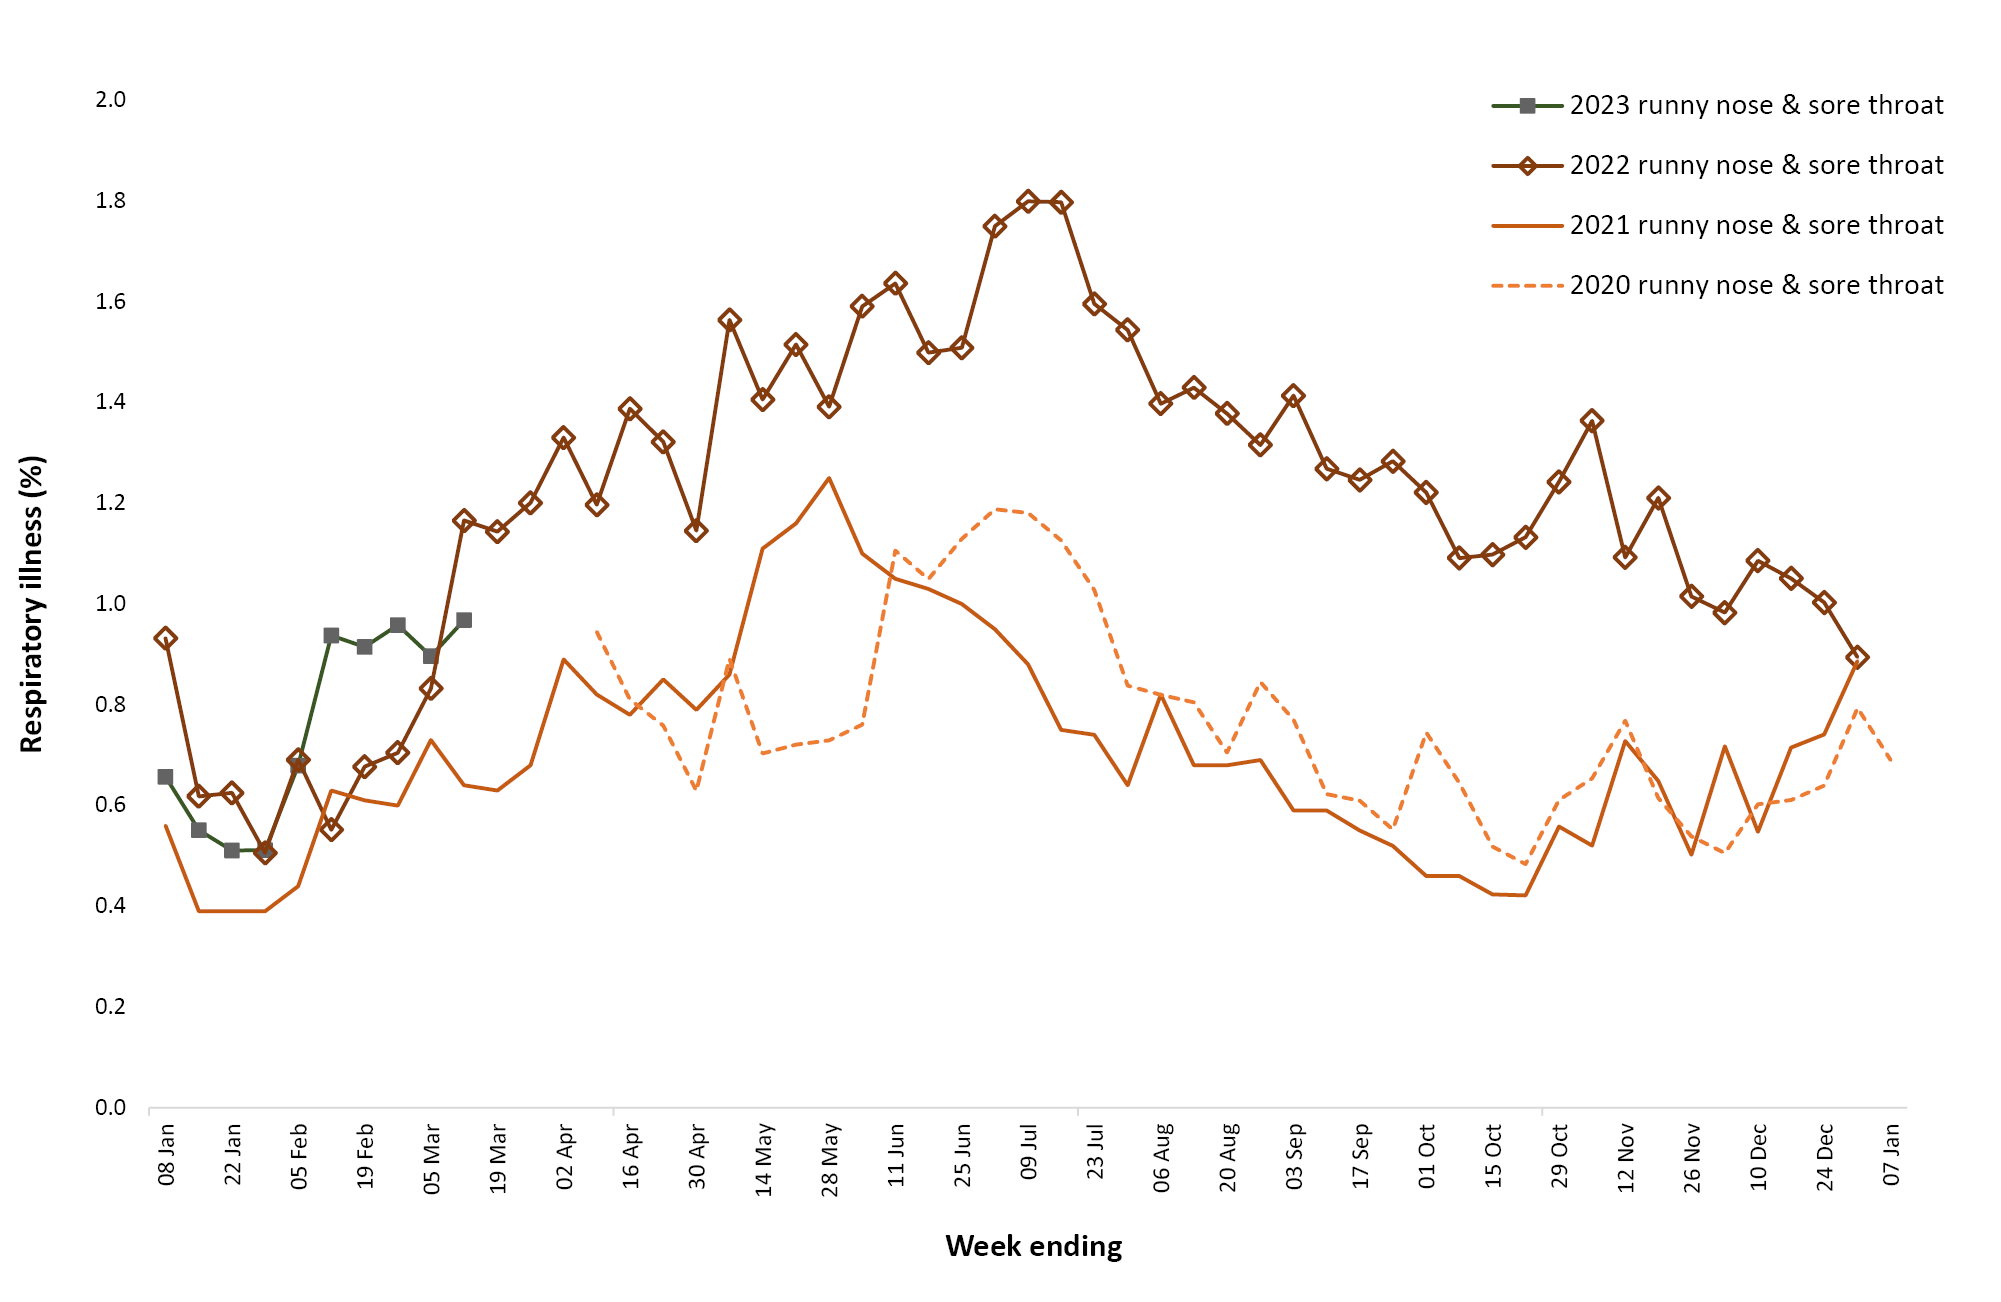 2.0
1.8
1.6
1.4
1.2
1.0
0.8
0.6
0.4
0.2
0.0
Respiratory illness (%)
2023 runny nose & sore throat
2022 runny nose & sore throat
2021 runny nose & sore throat
2020 runny nose & sore throat
08 Jan
22 Jan
05 Feb
19 Feb
05 Mar
19 Mar
02 Apr
16 Apr
30 Apr
14 May
28 May
11 Jun
25 Jun
09 Jul
23 Jul
06 Aug
20 Aug
03 Sep
17 Sep
01 Oct
15 Oct
29 Oct
12 Nov
26 Nov
10 Dec
24 Dec
07 Jan
Week ending